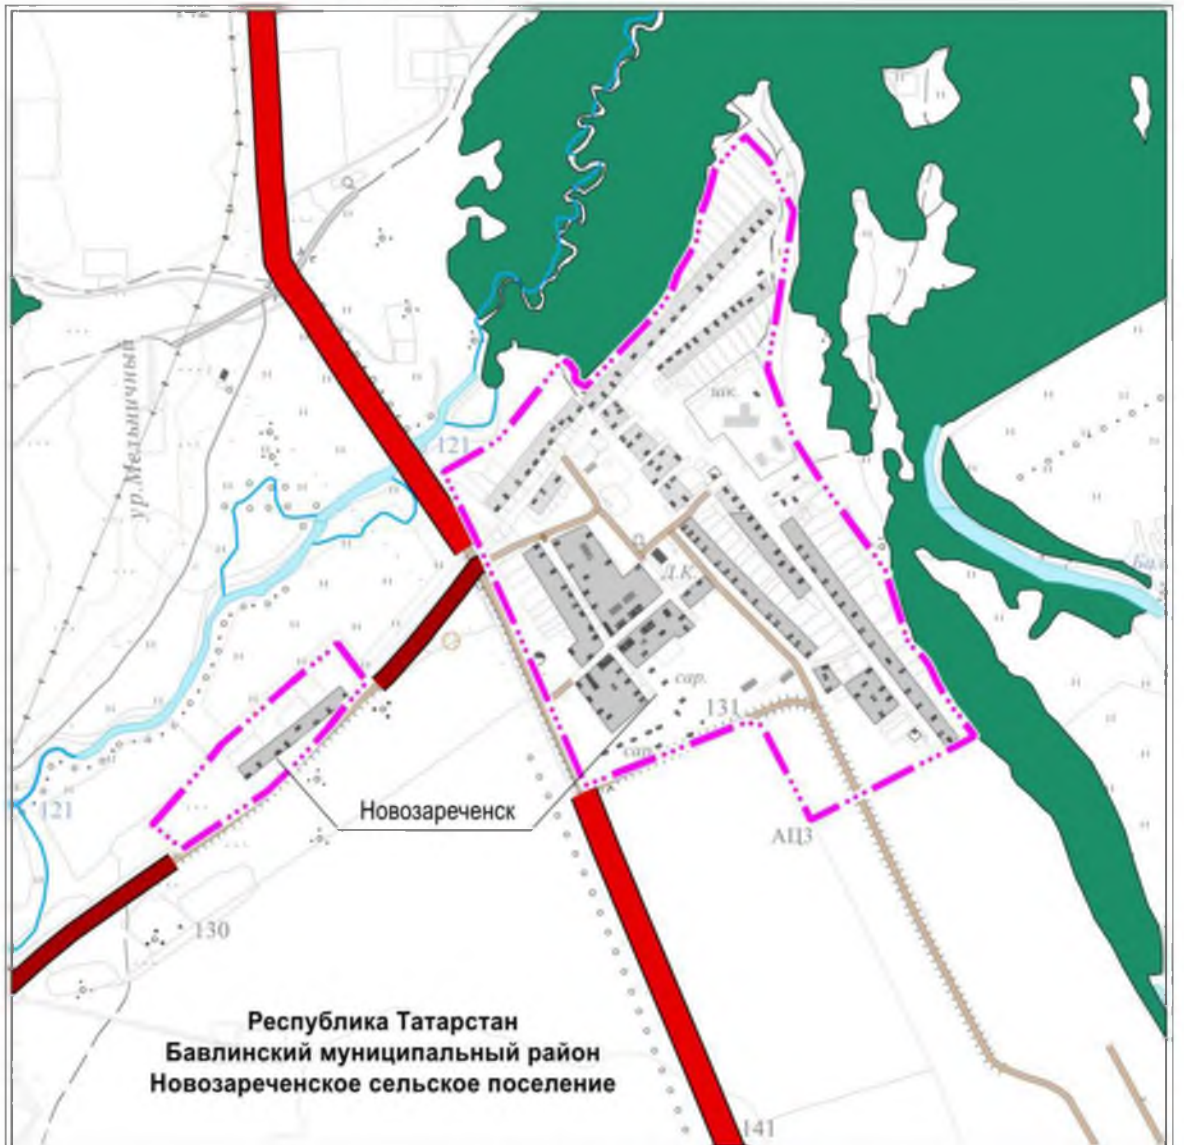 ур.Мельничный
121
шк.
Д.К.
сар.
131
сар.
Новозареченск
121
АЦЗ
130
Республика Татарстан
Бавлинский муниципальный район
Новозареченское сельское поселение
141